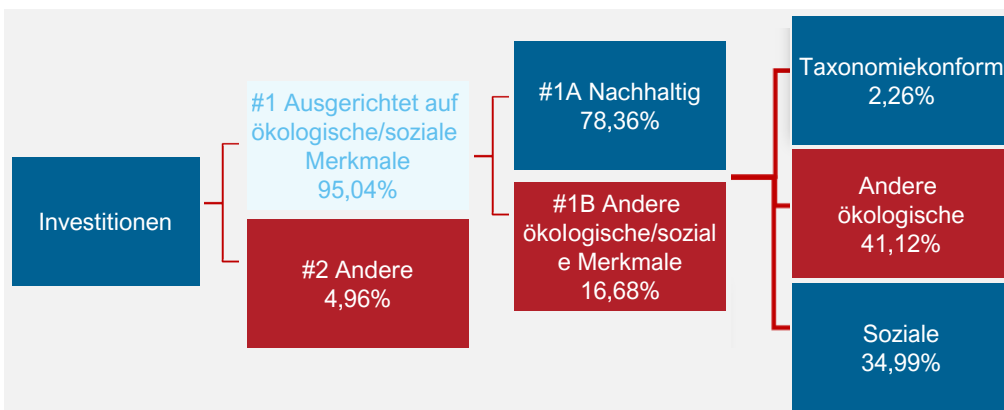 Investitionen
#1 Ausgerichtet auf
ökologische/soziale
Merkmale
95,04%
#2 Andere
4,96%
#1A Nachhaltig
78,36%
#1B Andere
ökologische/sozial
e Merkmale
16,68%
Taxonomiekonform
2,26%
Andere
ökologische
41,12%
Soziale
34,99%